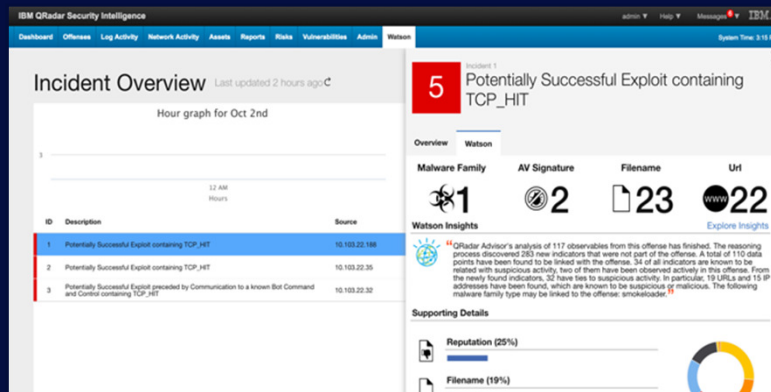 IBM QRadar Security Intelligence
admin ▼ Help ▼ Messages 6 ▼ IBM
Dashboard Offenses Log Activity Network Activity Assets Reports Risks Vulnerabilities Admin Watson
System Time: 3:15
Incident Overview Last updated 2 hours ago
Hour graph for Oct 2nd
3
12 AM
Hours
ID Description Source
1 Potentially Successful Exploit containing TCP_HIT 10.103.22.186
2 Potentially Successful Exploit containing TCP_HIT 10.103.22.35
3 Potentially Successful Exploit preceded by Communication to a known Bot Command
and Control containing TCP_HIT 10.103.22.32
5
Incident 1
Potentially Successful Exploit containing
TCP_HIT
Overview Watson
Malware Family AV Signature Filename Url
1 2 23 www 22
Watson Insights Explore Insights
“QRadar Advisor's analysis of 117 observables from this offense has finished. The reasoning
process discovered 283 new indicators that were not part of the offense. A total of 110 data
points have been found to be linked with the offense. 34 of all indicators are known to be
related with suspicious activity, two of them have been observed actively in this offense. From
the newly found indicators, 32 have ties to suspicious activity. In particular, 19 URLs and 15 IP
addresses have been found, which are known to be suspicious or malicious. The following
malware family type may be linked to the offense: smokeloader.”
Supporting Details
Reputation (25%)
Filename (19%)